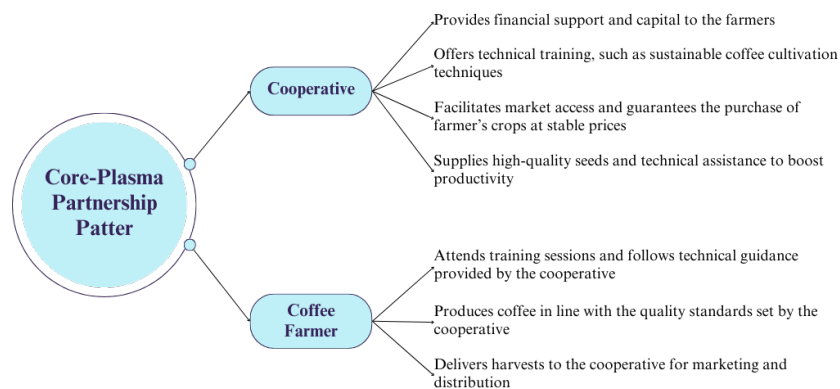 Core-Plasma
Partnership
Patter
Cooperative
Provides financial support and capital to the farmers
Offers technical training, such as sustainable coffee cultivation
techniques
Facilitates market access and guarantees the purchase of
farmer's crops at stable prices
Supplies high-quality seeds and technical assistance to boost
productivity
Coffee
Farmer
Attends training sessions and follows technical guidance
provided by the cooperative
Produces coffee in line with the quality standards set by the
cooperative
Delivers harvests to the cooperative for marketing and
distribution